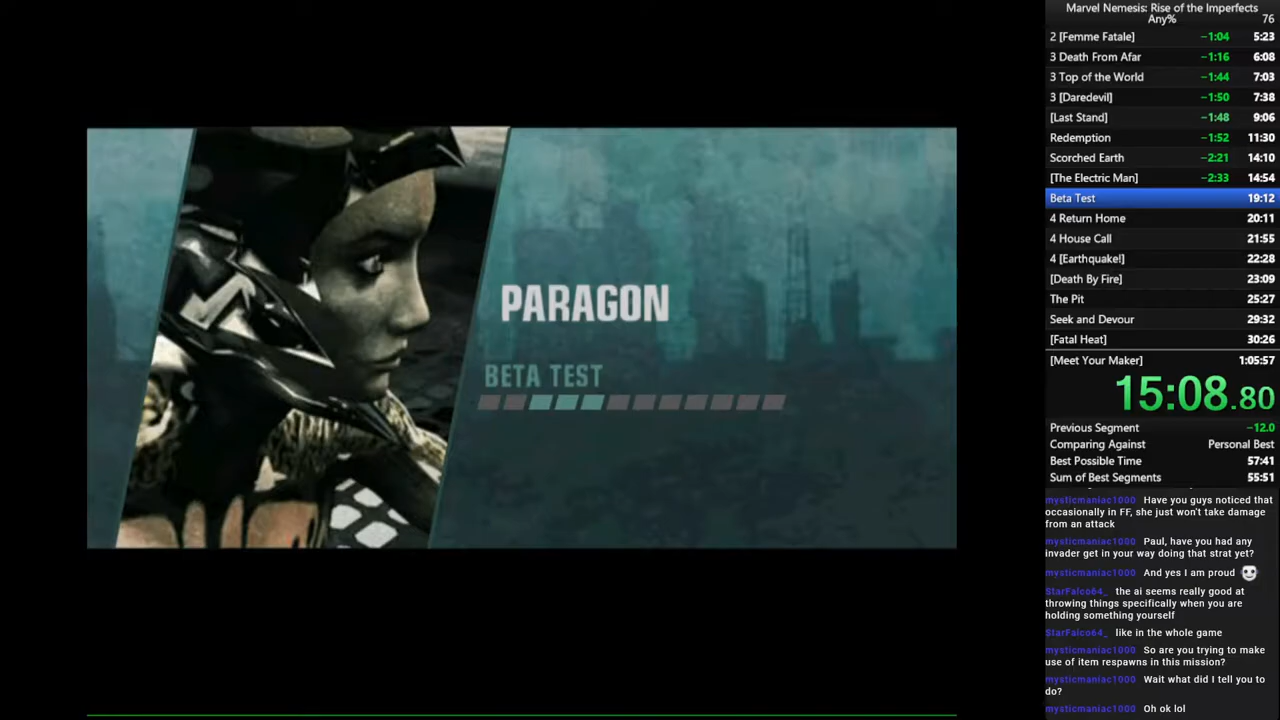 PARAGON
BETA TEST
Marvel Nemesis: Rise of the Imperfects
Any% 76
2 [Femme Fatale] −1:04 5:23
3 Death From Afar −1:16 6:08
3 Top of the World −1:44 7:03
3 [Daredevil] −1:50 7:38
[Last Stand] −1:48 9:06
Redemption −1:52 11:30
Scorched Earth −2:21 14:10
[The Electric Man] −2:33 14:54
Beta Test 19:12
4 Return Home 20:11
4 House Call 21:55
4 [Earthquake!] 22:28
[Death By Fire] 23:09
The Pit 25:27
Seek and Devour 29:32
[Fatal Heat] 30:26
[Meet Your Maker] 1:05:57
15:08.80
Previous Segment −12.0
Comparing Against Personal Best
Best Possible Time 57:41
Sum of Best Segments 55:51
mysticmaniac1000 Have you guys noticed that
occasionally in FF, she just won't take damage
from an attack
mysticmaniac1000 Paul, have you had any
invader get in your way doing that strat yet?
mysticmaniac1000 And yes I am proud
StarFalco64_ the ai seems really good at
throwing things specifically when you are
holding something yourself
StarFalco64_ like in the whole game
mysticmaniac1000 So are you trying to make
use of item respawns in this mission?
mysticmaniac1000 Wait what did I tell you to
do?
mysticmaniac1000 Oh ok lol